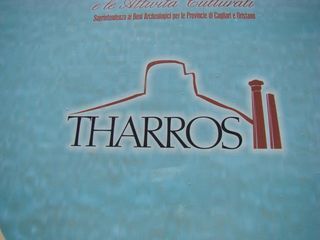 e le Attività Culturali
Soprintendenza ai Beni Archeologici per le Provincie di Cagliari e Oristano
THARROS